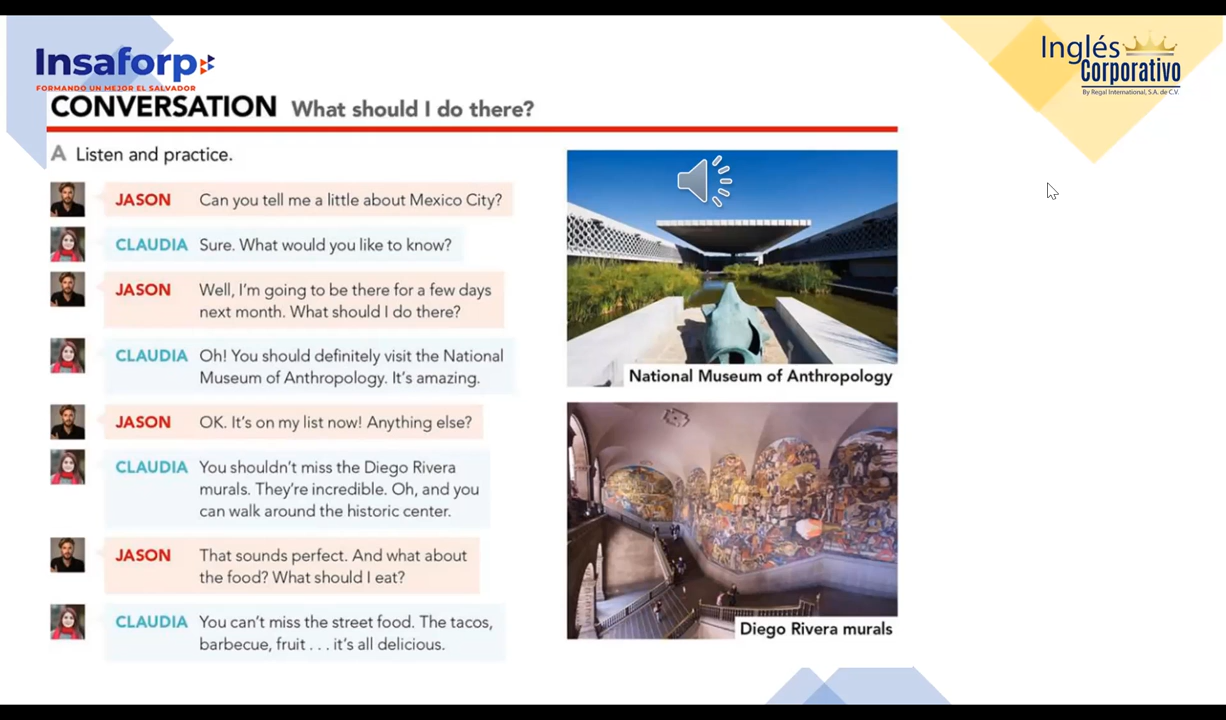 Insaforp
FORMANDO UN MEJOR EL SALVADOR
Inglés
Corporativo
By Regal International, S.A. de C.V.
CONVERSATION What should I do there?
A Listen and practice.
JASON Can you tell me a little about Mexico City?
CLAUDIA Sure. What would you like to know?
JASON Well, I'm going to be there for a few days
next month. What should I do there?
CLAUDIA Oh! You should definitely visit the National
Museum of Anthropology. It's amazing.
JASON OK. It's on my list now! Anything else?
CLAUDIA You shouldn't miss the Diego Rivera
murals. They're incredible. Oh, and you
can walk around the historic center.
JASON That sounds perfect. And what about
the food? What should I eat?
CLAUDIA You can't miss the street food. The tacos,
barbecue, fruit . . . it's all delicious.
National Museum of Anthropology
Diego Rivera murals